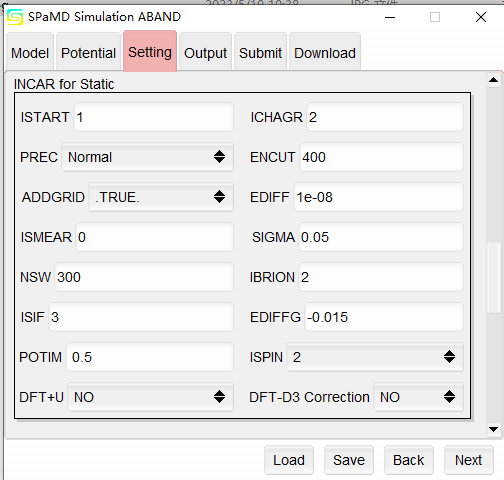 SPaMD Simulation ABAND
Model Potential Setting Output Submit Download
INCAR for Static
ISTART 1 ICHAGR 2
PREC Normal ENCUT 400
ADDGRID .TRUE. EDIFF 1e-08
ISMEAR 0 SIGMA 0.05
NSW 300 IBRION 2
ISIF 3 EDIFFG -0.015
POTIM 0.5 ISPIN 2
DFT+U NO DFT-D3 Correction NO
Load Save Back Next